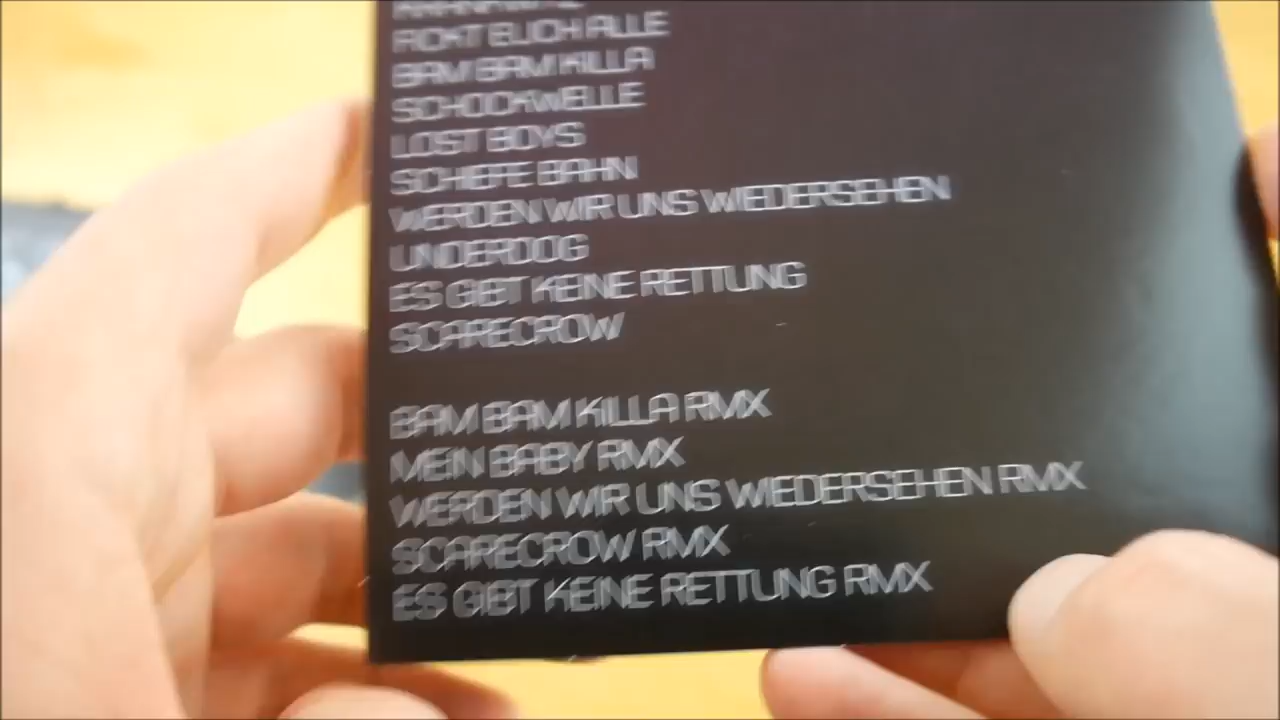 FICKT EUCH ALLE
BAM BAM KILLA
SCHOCKWELLE
LOST BOYS
SCHIEFE BAHN
WERDEN WIR UNS WIEDERSEHEN
UNDERDOG
ES GIBT KEINE RETTUNG
SCARECROW
BAM BAM KILLA RMX
MEIN BABY RMX
WERDEN WIR UNS WIEDERSEHEN RMX
SCARECROW RMX
ES GIBT KEINE RETTUNG RMX